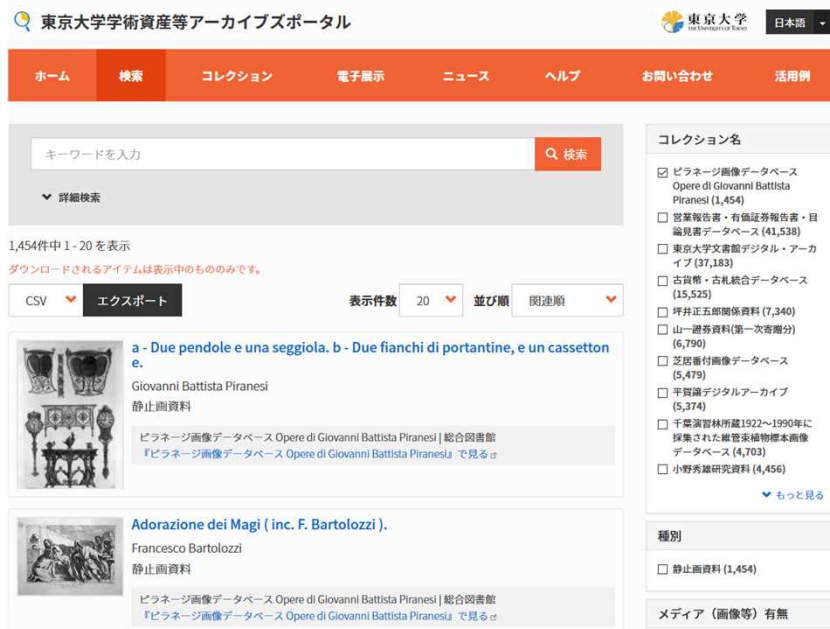 東京大学学術資産等アーカイブズポータル
東京大学
THE UNIVERSITY OF TOKYO
日本語
ホーム
検索
コレクション
電子展示
ニュース
ヘルプ
お問い合わせ
活用例
キーワードを入力
検索
詳細検索
1,454件中 1 - 20 を表示
ダウンロードされるアイテムは表示中のもののみです。
CSV
エクスポート
表示件数
20
並び順
関連順
a - Due pendole e una seggiola. b - Due fianchi di portantine, e un cassetton
e.
Giovanni Battista Piranesi
静止画資料
ピラネージ画像データベース Opere di Giovanni Battista Piranesi | 総合図書館
『ピラネージ画像データベース Opere di Giovanni Battista Piranesi』で見る
Adorazione dei Magi ( inc. F. Bartolozzi ).
Francesco Bartolozzi
静止画資料
ピラネージ画像データベース Opere di Giovanni Battista Piranesi | 総合図書館
『ピラネージ画像データベース Opere di Giovanni Battista Piranesi』で見る
コレクション名
ピラネージ画像データベース
Opere di Giovanni Battista
Piranesi (1,454)
営業報告書・有価証券報告書・目
論見書データベース (41,538)
東京大学文書館デジタル・アーカ
イブ (37,183)
古貨幣・古札統合データベース
(15,525)
坪井正五郎関係資料 (7,340)
山一證券資料(第一次寄贈分)
(6,790)
芝居番付画像データベース
(5,479)
平賀譲デジタルアーカイブ
(5,374)
千葉演習林所蔵1922～1990年に
採集された維管束植物標本画像
データベース (4,703)
小野秀雄研究資料 (4,456)
もっと見る
種別
静止画資料 (1,454)
メディア（画像等）有無